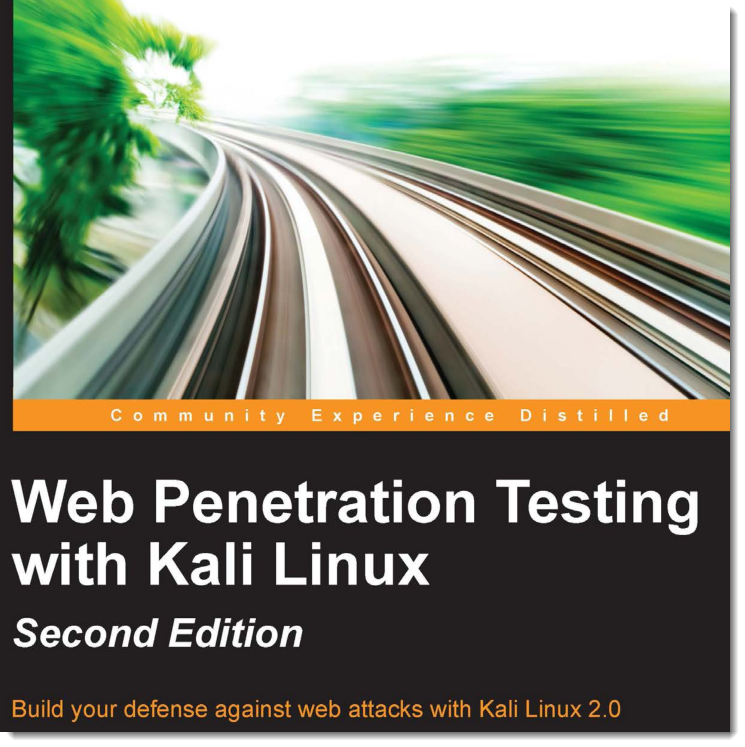 Community Experience Distilled
Web Penetration Testing
with Kali Linux
Second Edition
Build your defense against web attacks with Kali Linux 2.0